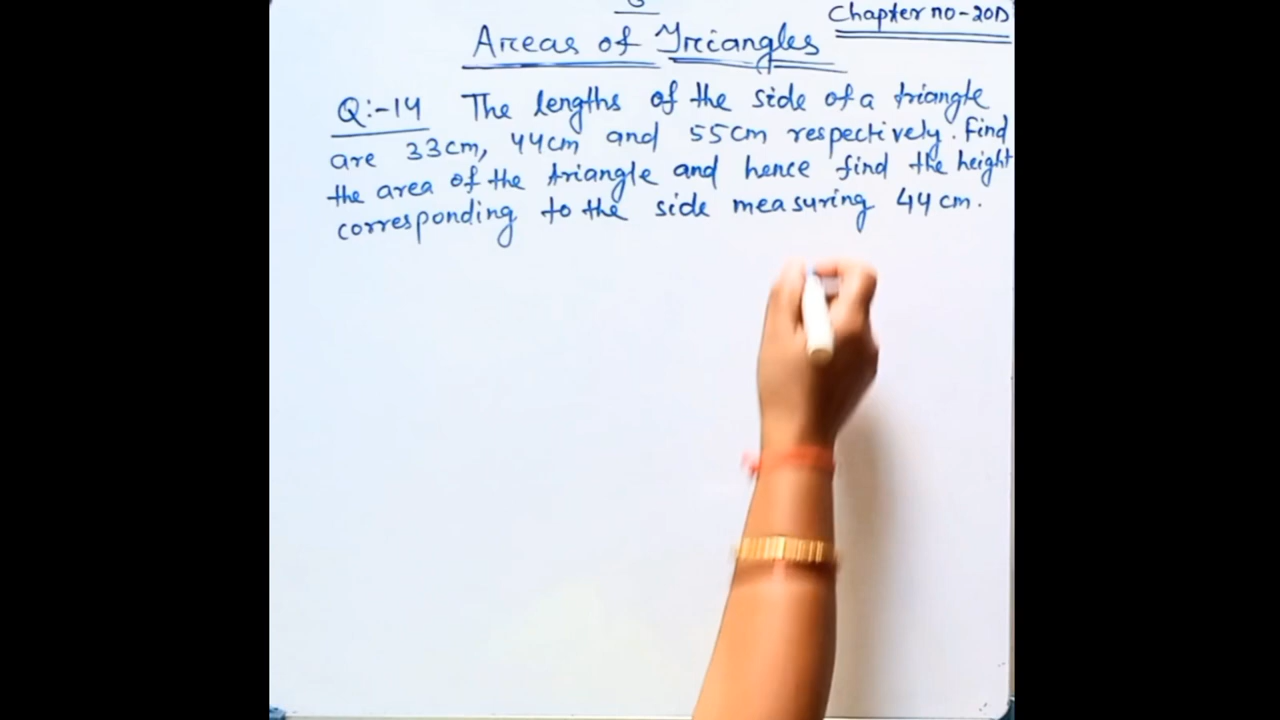 Chapter no-20D
Areas of Triangles
Q:-14 The lengths of the side of a triangle
are 33cm, 44cm and 55cm respectively. Find
the area of the triangle and hence find the height
corresponding to the side measuring 44 cm.